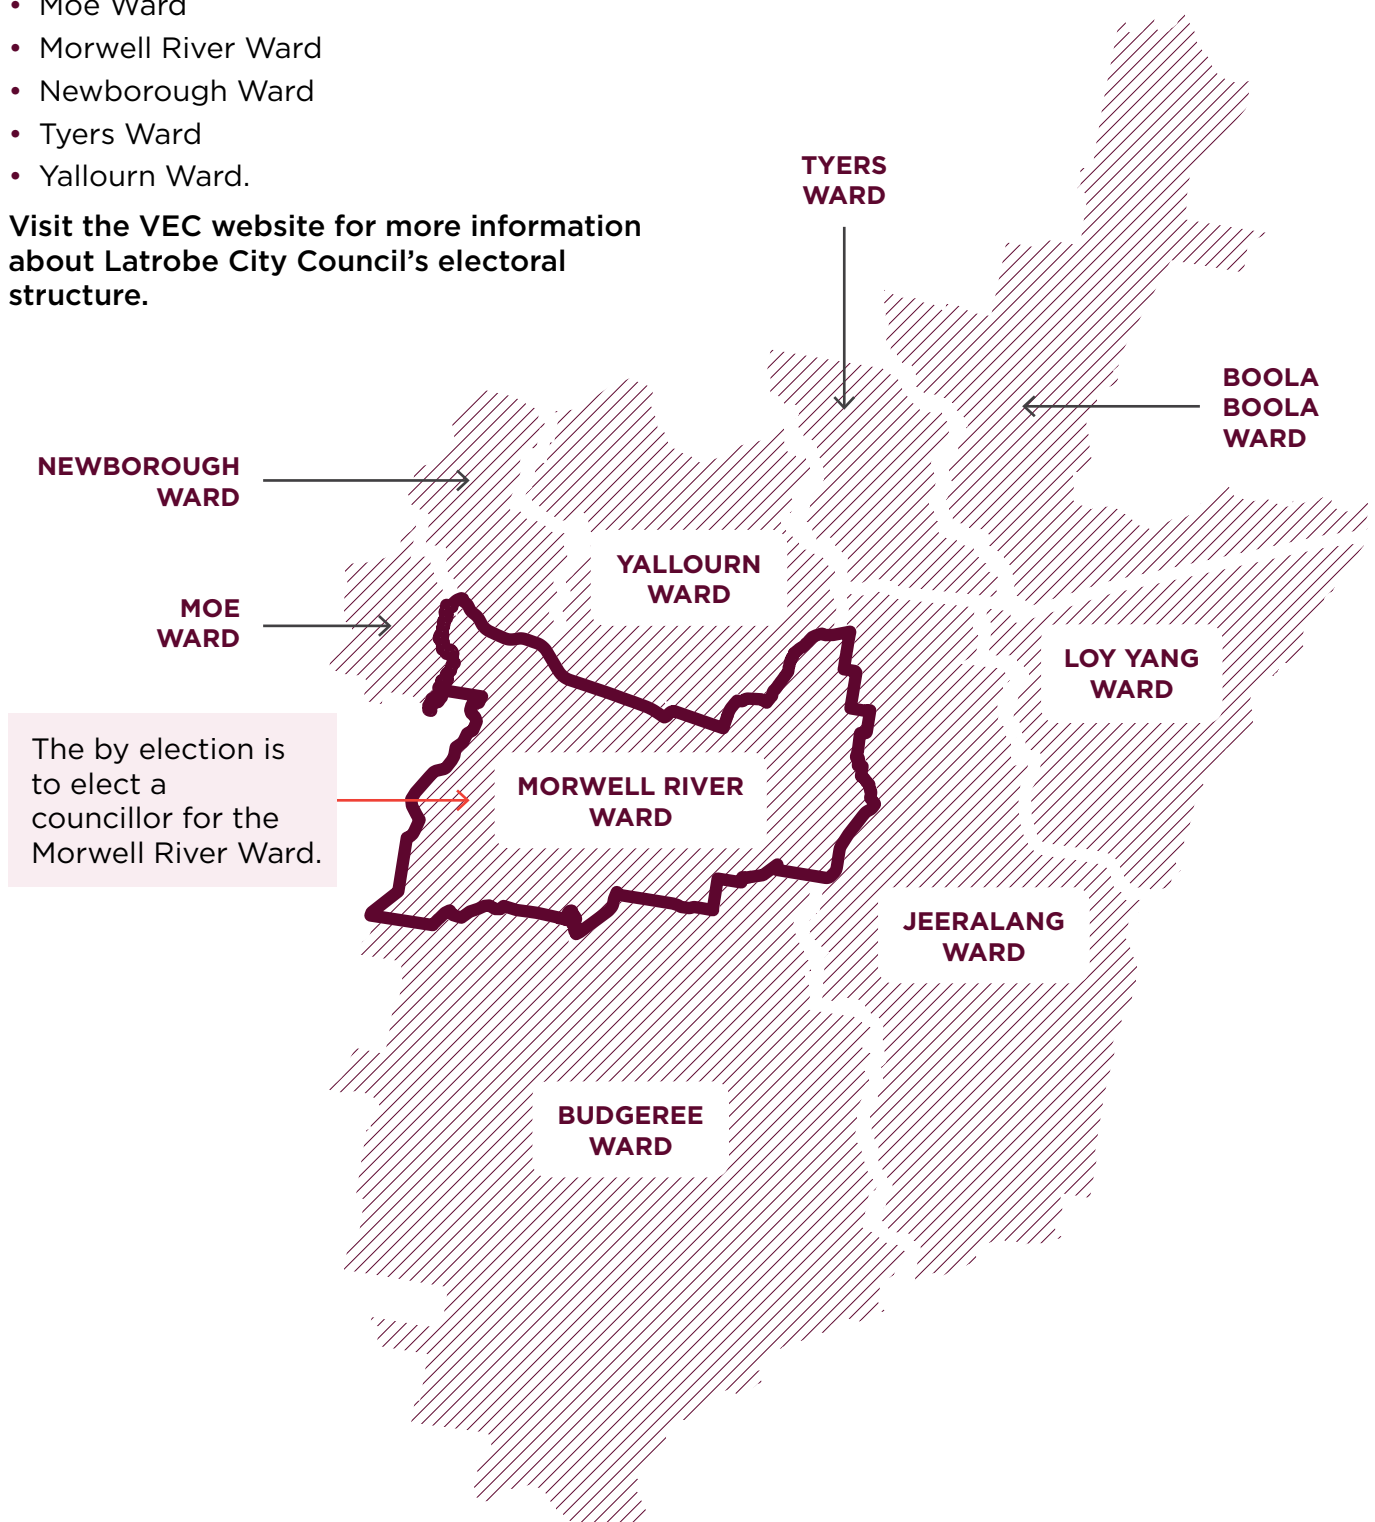 • Moe Ward
• Morwell River Ward
• Newborough Ward
• Tyers Ward
• Yallourn Ward.
Visit the VEC website for more information
about Latrobe City Council’s electoral
structure.
TYERS
WARD
BOOLA
BOOLA
WARD
NEWBOROUGH
WARD
YALLOURN
WARD
MOE
WARD
LOY YANG
WARD
The by election is
to elect a
councillor for the
Morwell River Ward.
MORWELL RIVER
WARD
JEERALANG
WARD
BUDGEREE
WARD